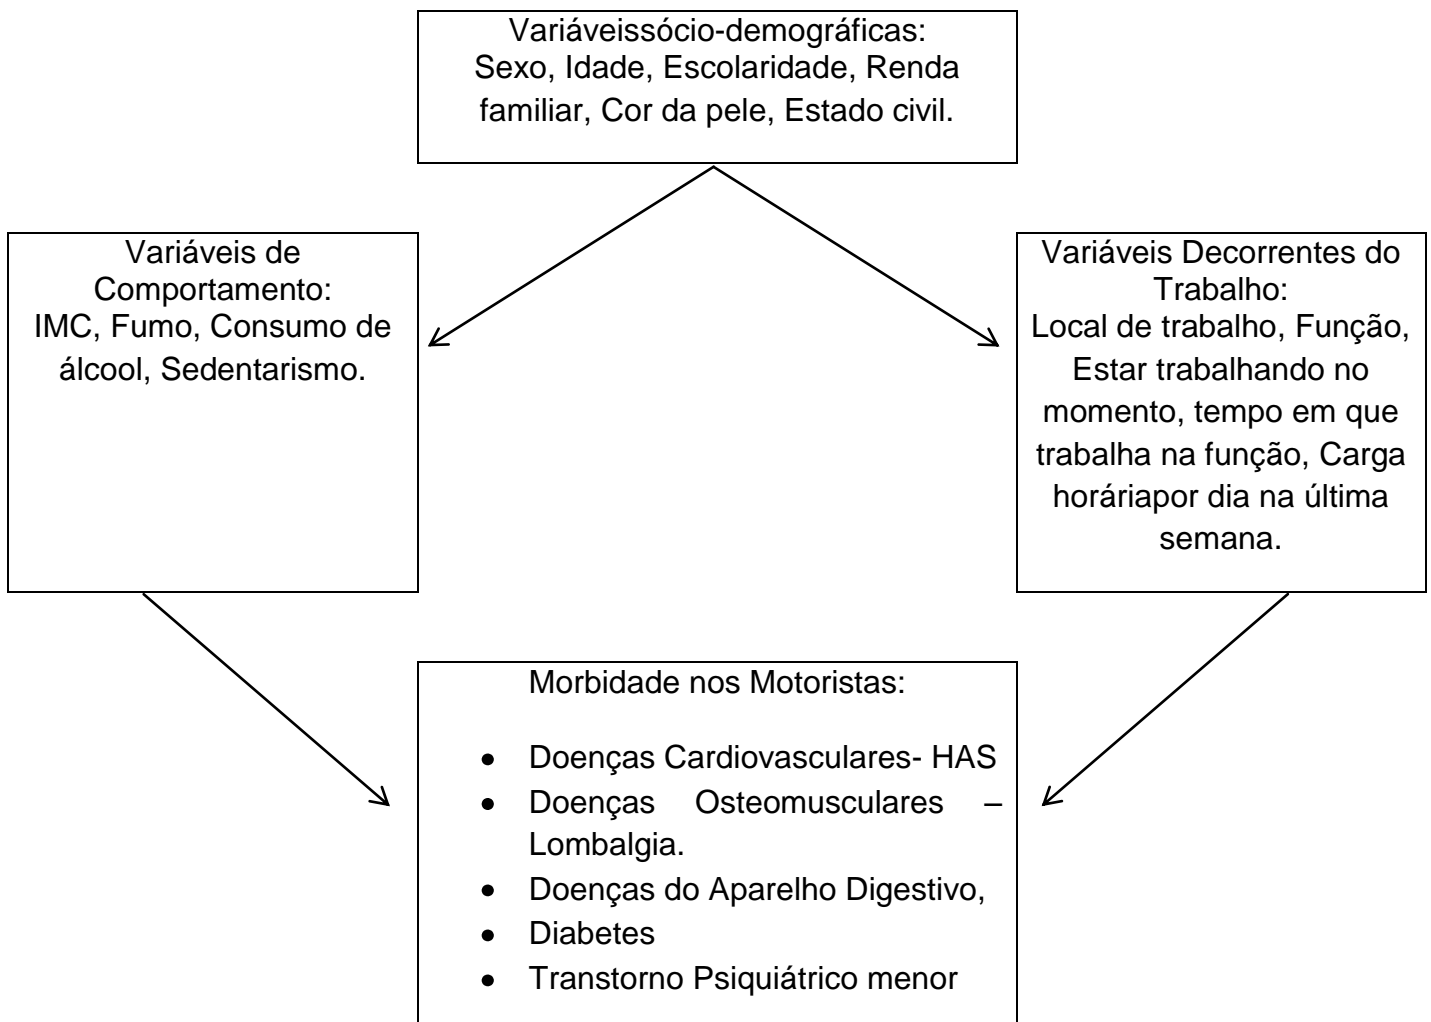 Variáveissócio-demográficas:
Sexo, Idade, Escolaridade, Renda
familiar, Cor da pele, Estado civil.
Variáveis de
Comportamento:
IMC, Fumo, Consumo de
álcool, Sedentarismo.
Variáveis Decorrentes do
Trabalho:
Local de trabalho, Função,
Estar trabalhando no
momento, tempo em que
trabalha na função, Carga
horáriapor dia na última
semana.
Morbidade nos Motoristas:
• Doenças Cardiovasculares- HAS
• Doenças Osteomusculares –
Lombalgia.
• Doenças do Aparelho Digestivo,
• Diabetes
• Transtorno Psiquiátrico menor